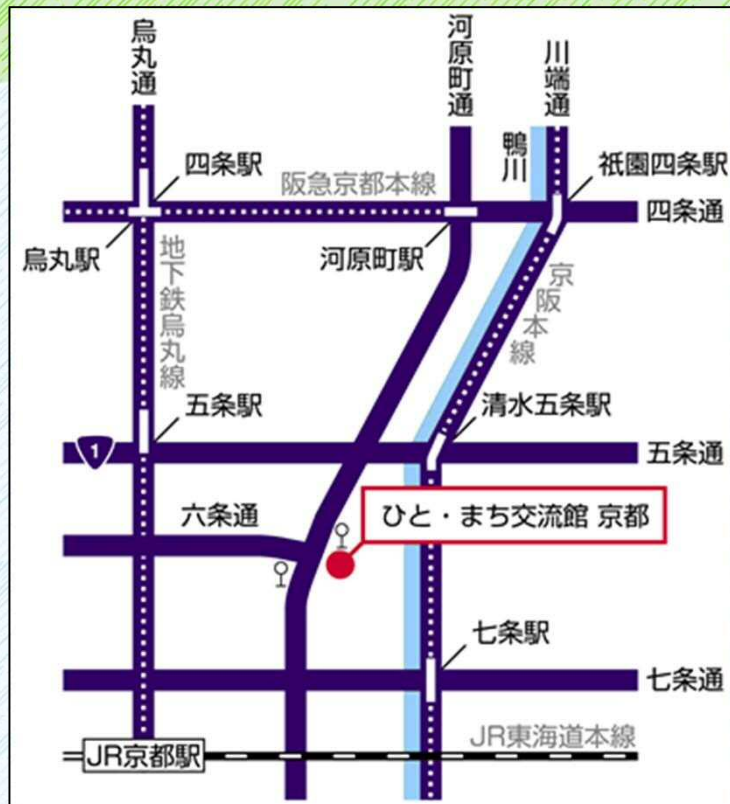 烏丸通
河原町通
川端通
鴨川
四条駅
阪急京都本線
祇園四条駅
四条通
烏丸駅
河原町駅
地下鉄烏丸線
京阪本線
五条駅
清水五条駅
1
五条通
六条通
ひと・まち交流館 京都
七条駅
七条通
JR京都駅
JR東海道本線